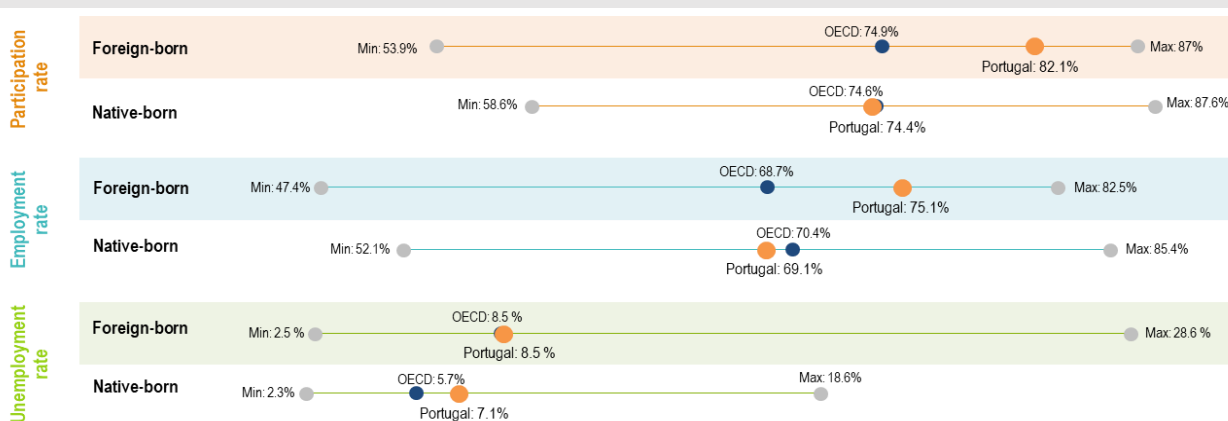 Participation
rate
Foreign-born
Min: 53.9%
OECD: 74.9%
Portugal: 82.1%
Max: 87%
Native-born
Min: 58.6%
OECD: 74.6%
Portugal: 74.4%
Max: 87.6%
Employment
rate
Foreign-born
Min: 47.4%
OECD: 68.7%
Portugal: 75.1%
Max: 82.5%
Native-born
Min: 52.1%
OECD: 70.4%
Portugal: 69.1%
Max: 85.4%
Unemployment
rate
Foreign-born
Min: 2.5 %
OECD: 8.5 %
Portugal: 8.5 %
Max: 28.6 %
Native-born
Min: 2.3%
OECD: 5.7%
Portugal: 7.1%
Max: 18.6%